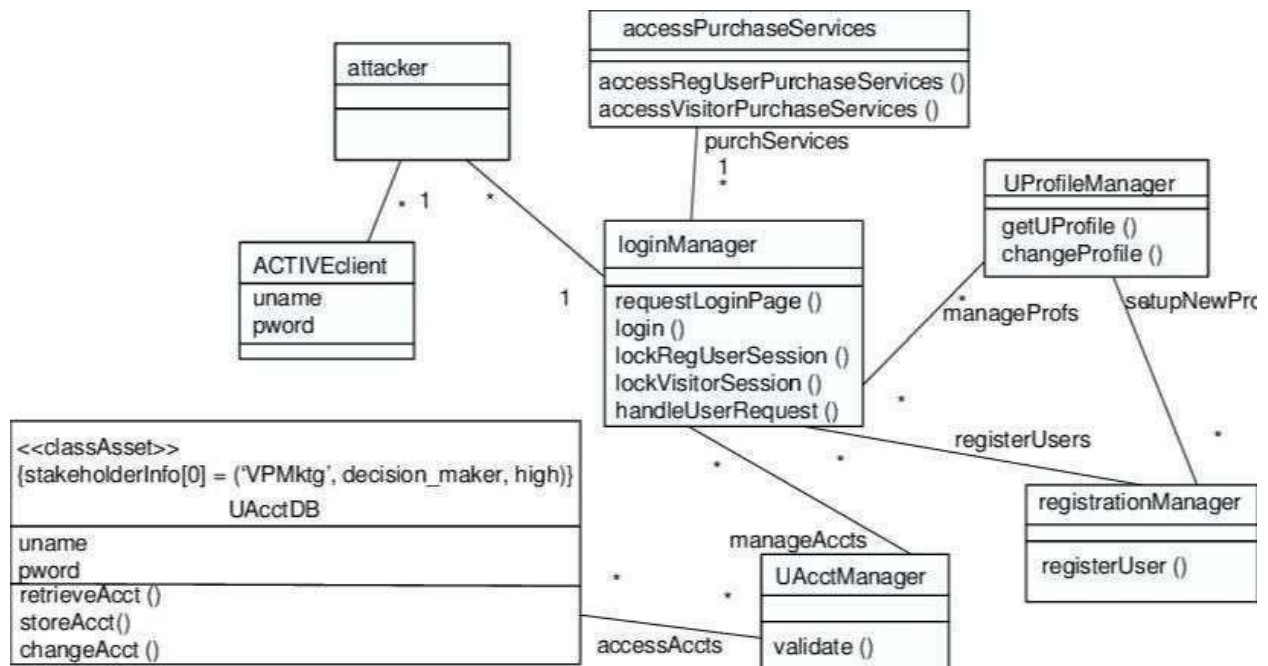 accessPurchaseServices
accessRegUserPurchaseServices ()
accessVisitorPurchaseServices ()
attacker
purchServices
1
*
UProfileManager
getUProfile ()
changeProfile ()
* 1
*
loginManager
requestLoginPage ()
login ()
lockRegUserSession ()
lockVisitorSession ()
handleUserRequest ()
ACTIVEclient
uname
pword
1
*
manageProfs
*
setupNewPro
*
*
registerUsers
*
*
<<classAsset>>
{stakeholderInfo[0] = ('VPMktg', decision_maker, high)}
UAcctDB
uname
pword
retrieveAcct ()
storeAcct()
changeAcct ()
registrationManager
registerUser ()
manageAccts
UAcctManager
validate ()
*
*
accessAccts